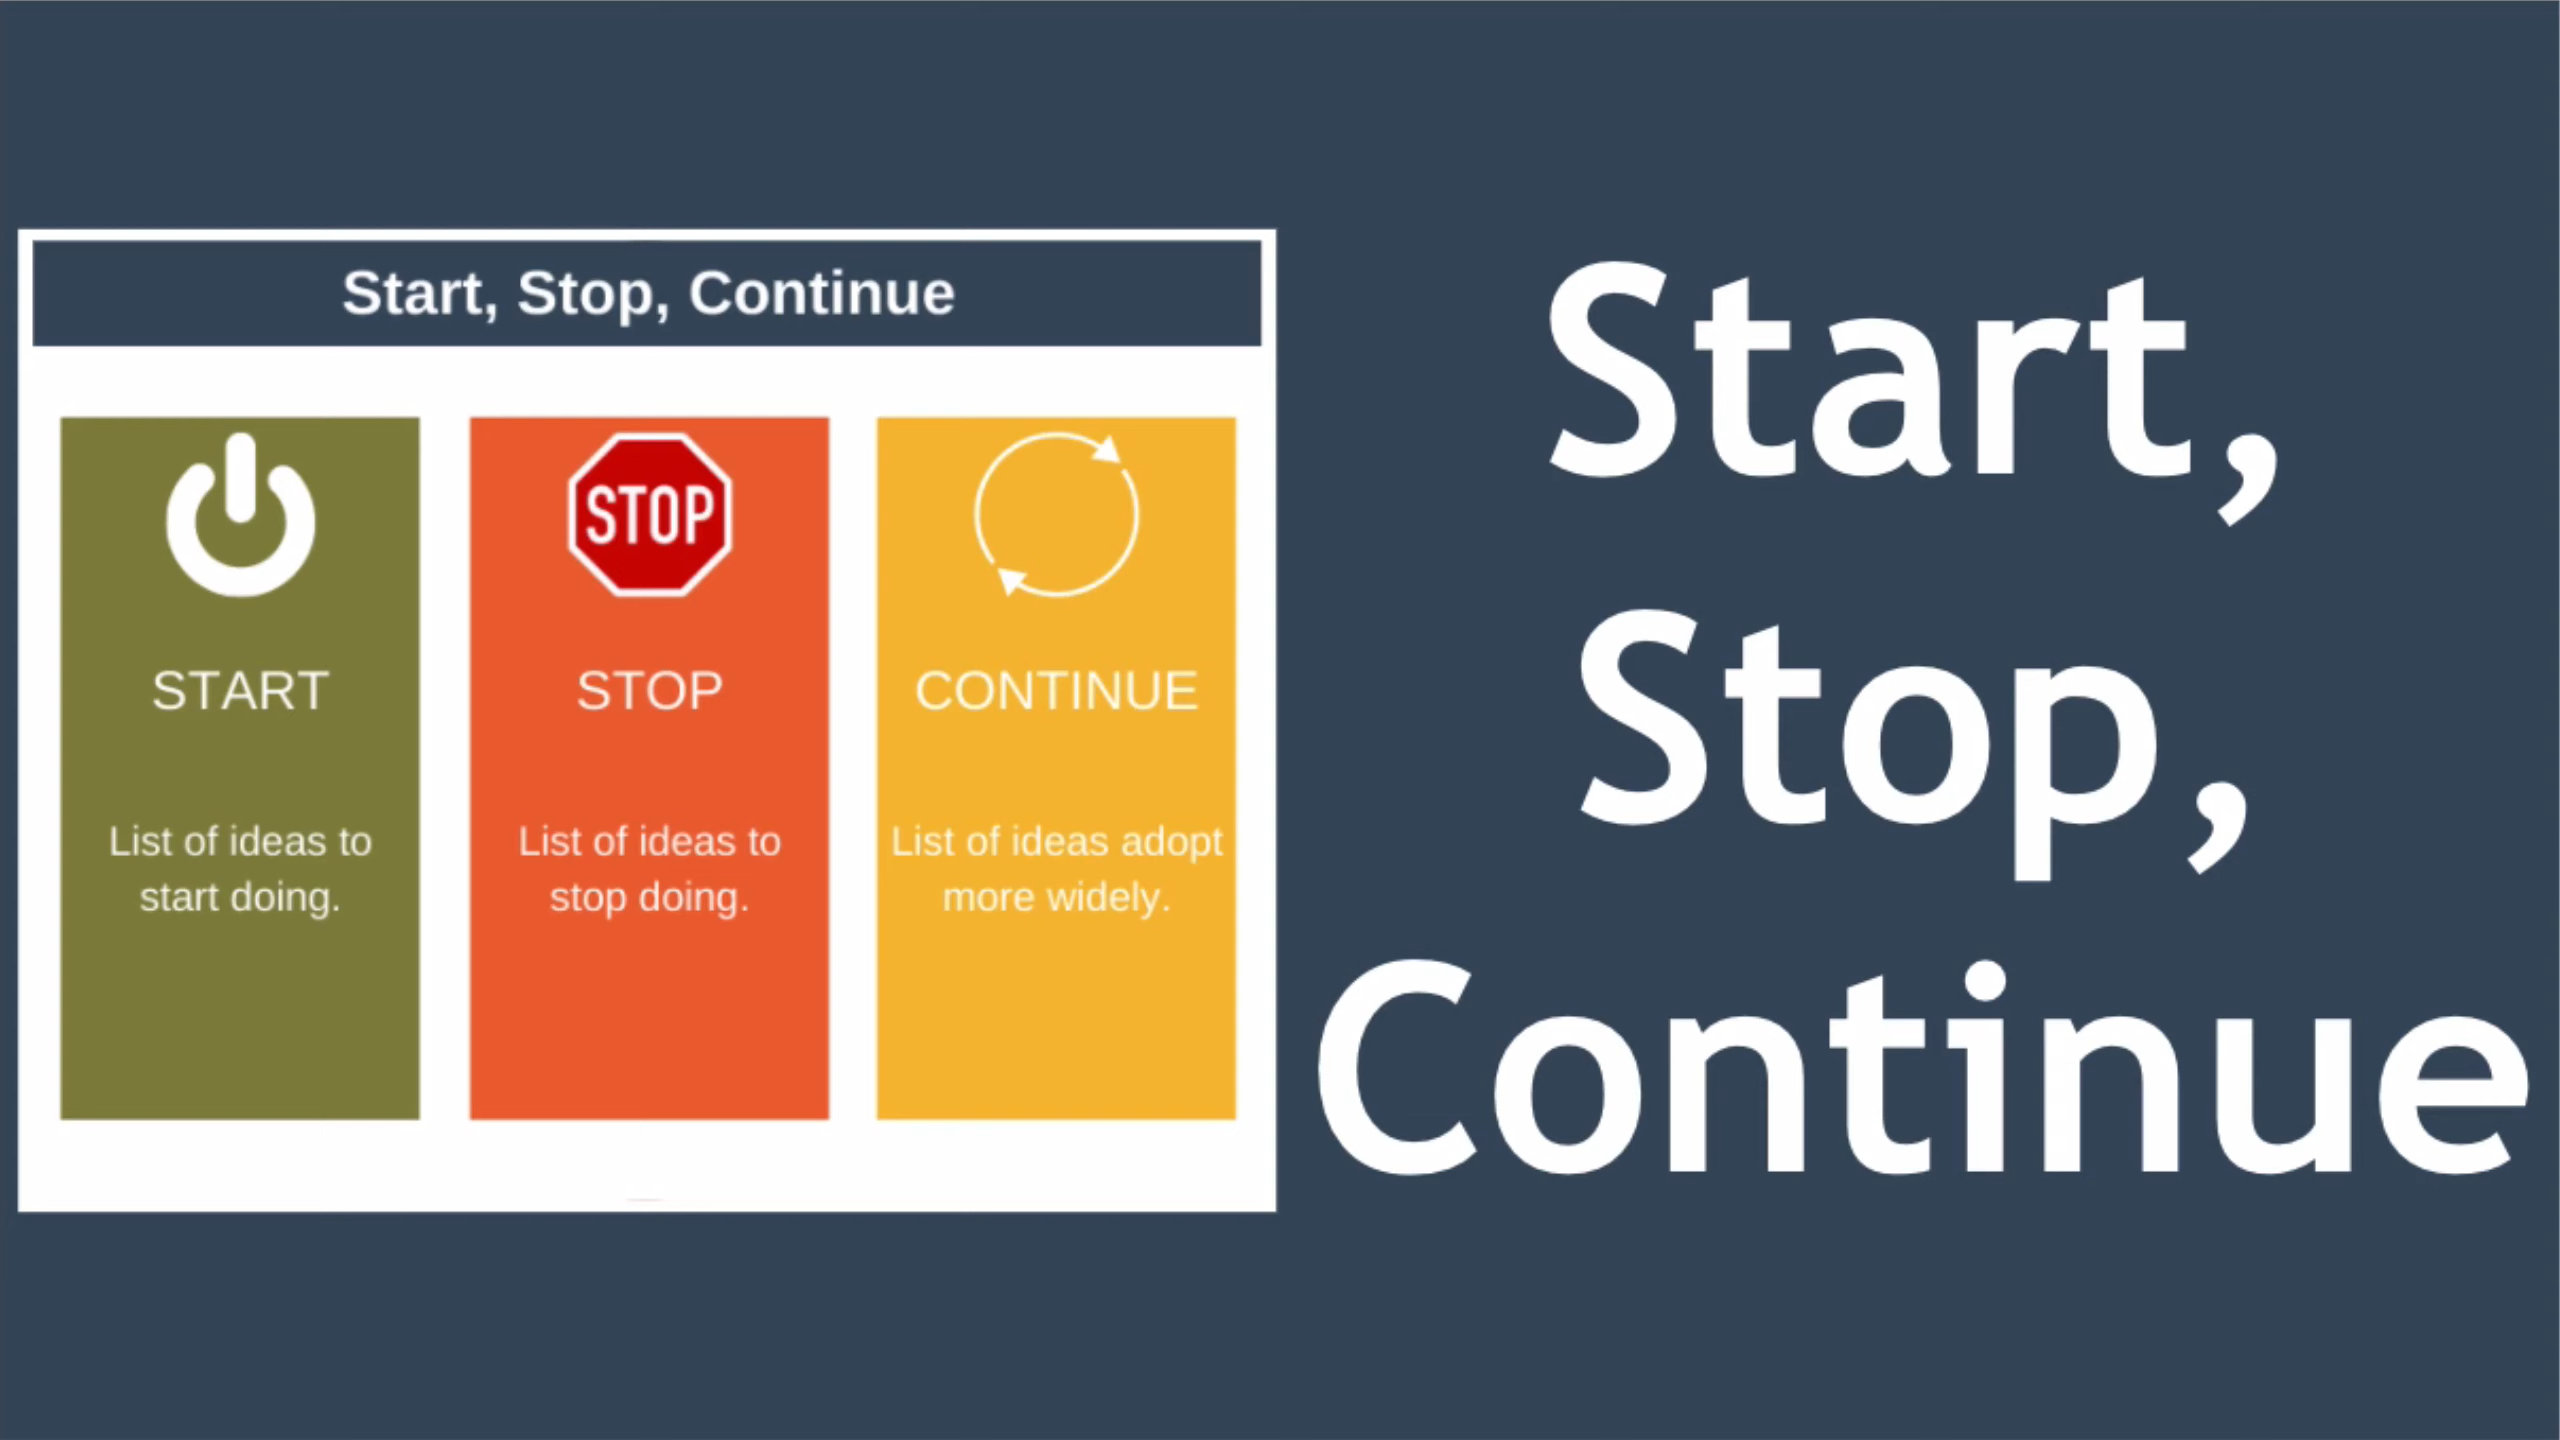 Start, Stop, Continue
STOP
START
STOP
CONTINUE
List of ideas to
start doing.
List of ideas to
stop doing.
List of ideas adopt
more widely.
Start,
Stop,
Continue